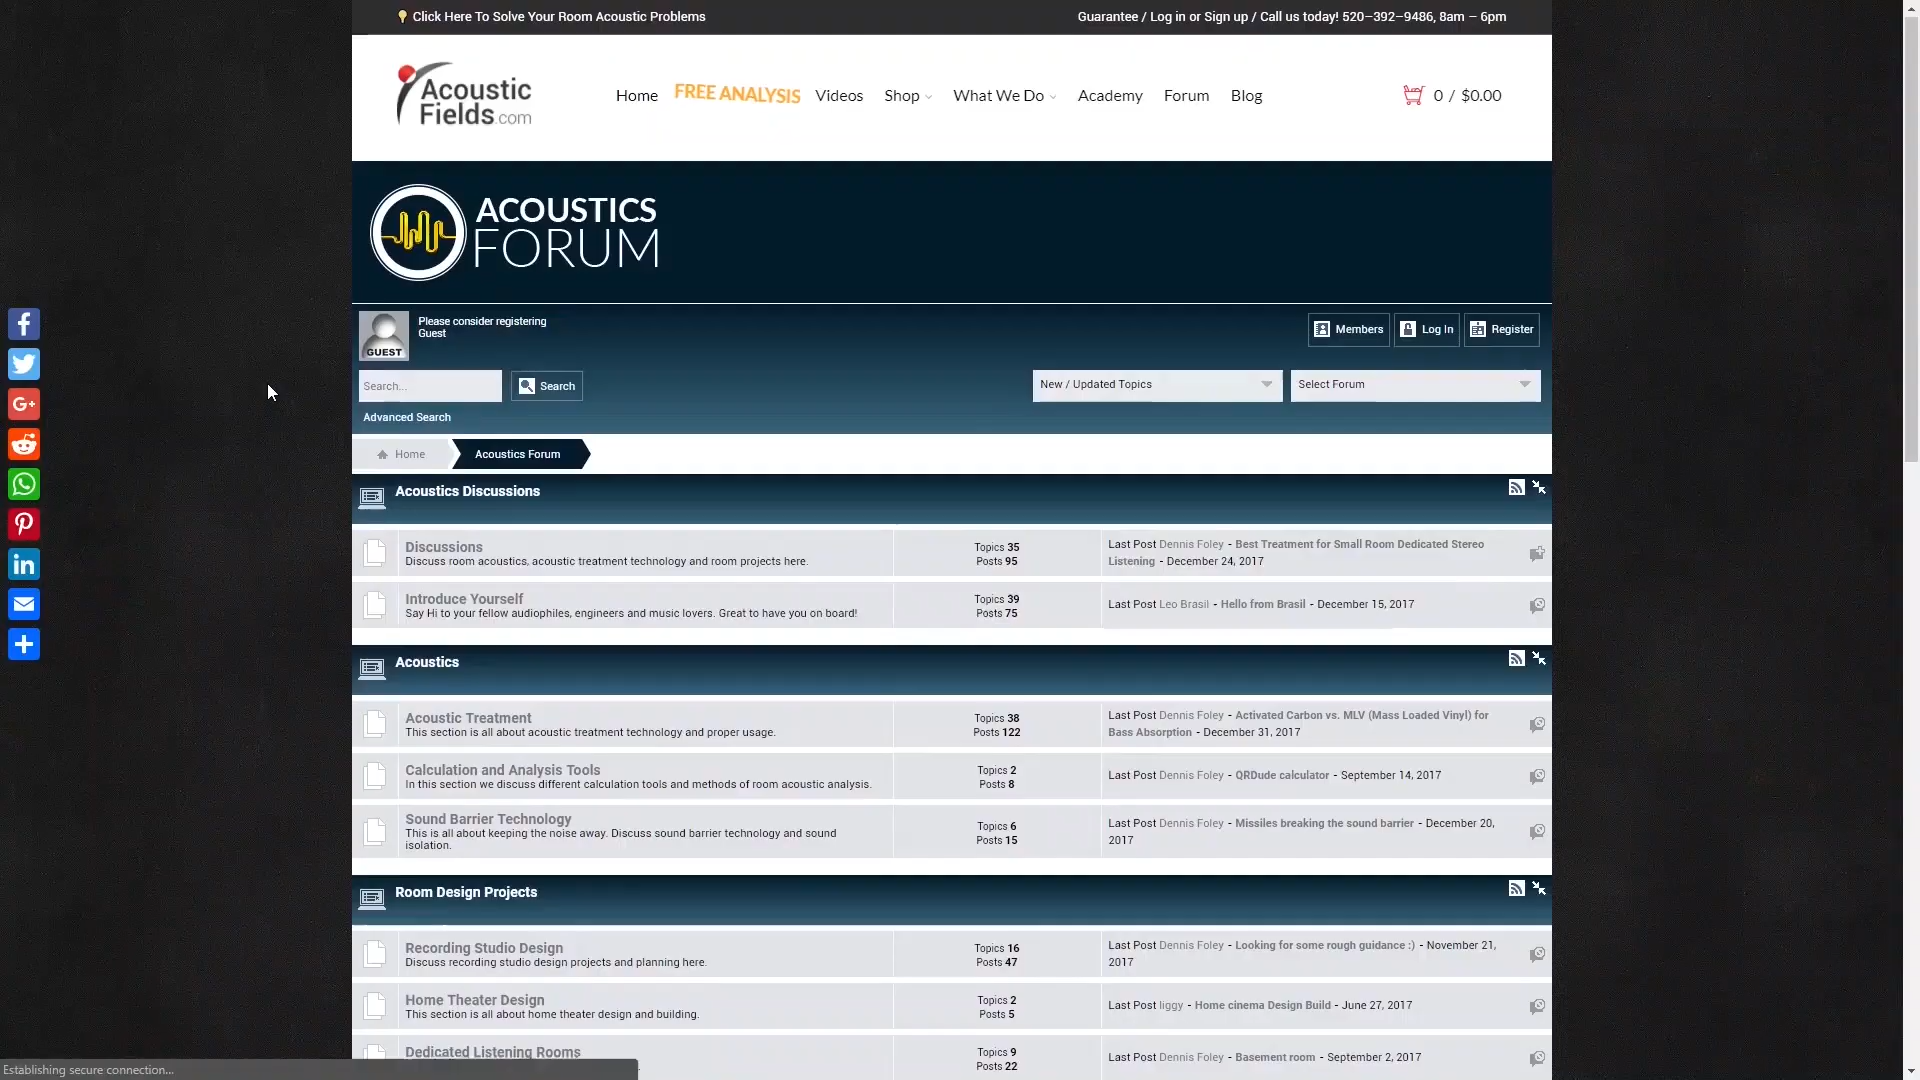 Click Here To Solve Your Room Acoustic Problems
Guarantee / Log in or Sign up / Call us today! 520–392–9486, 8am – 6pm
Acoustic
Fields.com
Home
FREE ANALYSIS
Videos
Shop
What We Do
Academy
Forum
Blog
0 / $0.00
ACOUSTICS
FORUM
GUEST
Please consider registering
Guest
Members
Log In
Register
Search...
Search
New / Updated Topics
Select Forum
Advanced Search
Home
Acoustics Forum
Acoustics Discussions
Discussions
Discuss room acoustics, acoustic treatment technology and room projects here.
Topics 35
Posts 95
Last Post Dennis Foley - Best Treatment for Small Room Dedicated Stereo
Listening - December 24, 2017
Introduce Yourself
Say Hi to your fellow audiophiles, engineers and music lovers. Great to have you on board!
Topics 39
Posts 75
Last Post Leo Brasil - Hello from Brasil - December 15, 2017
Acoustics
Acoustic Treatment
This section is all about acoustic treatment technology and proper usage.
Topics 38
Posts 122
Last Post Dennis Foley - Activated Carbon vs. MLV (Mass Loaded Vinyl) for
Bass Absorption - December 31, 2017
Calculation and Analysis Tools
In this section we discuss different calculation tools and methods of room acoustic analysis.
Topics 2
Posts 8
Last Post Dennis Foley - QRDude calculator - September 14, 2017
Sound Barrier Technology
This is all about keeping the noise away. Discuss sound barrier technology and sound
isolation.
Topics 6
Posts 15
Last Post Dennis Foley - Missiles breaking the sound barrier - December 20,
2017
Room Design Projects
Recording Studio Design
Discuss recording studio design projects and planning here.
Topics 16
Posts 47
Last Post Dennis Foley - Looking for some rough guidance :) - November 21,
2017
Home Theater Design
This section is all about home theater design and building.
Topics 2
Posts 5
Last Post liggy - Home cinema Design Build - June 27, 2017
Dedicated Listening Rooms
Topics 9
Posts 22
Last Post Dennis Foley - Basement room - September 2, 2017
Establishing secure connection...